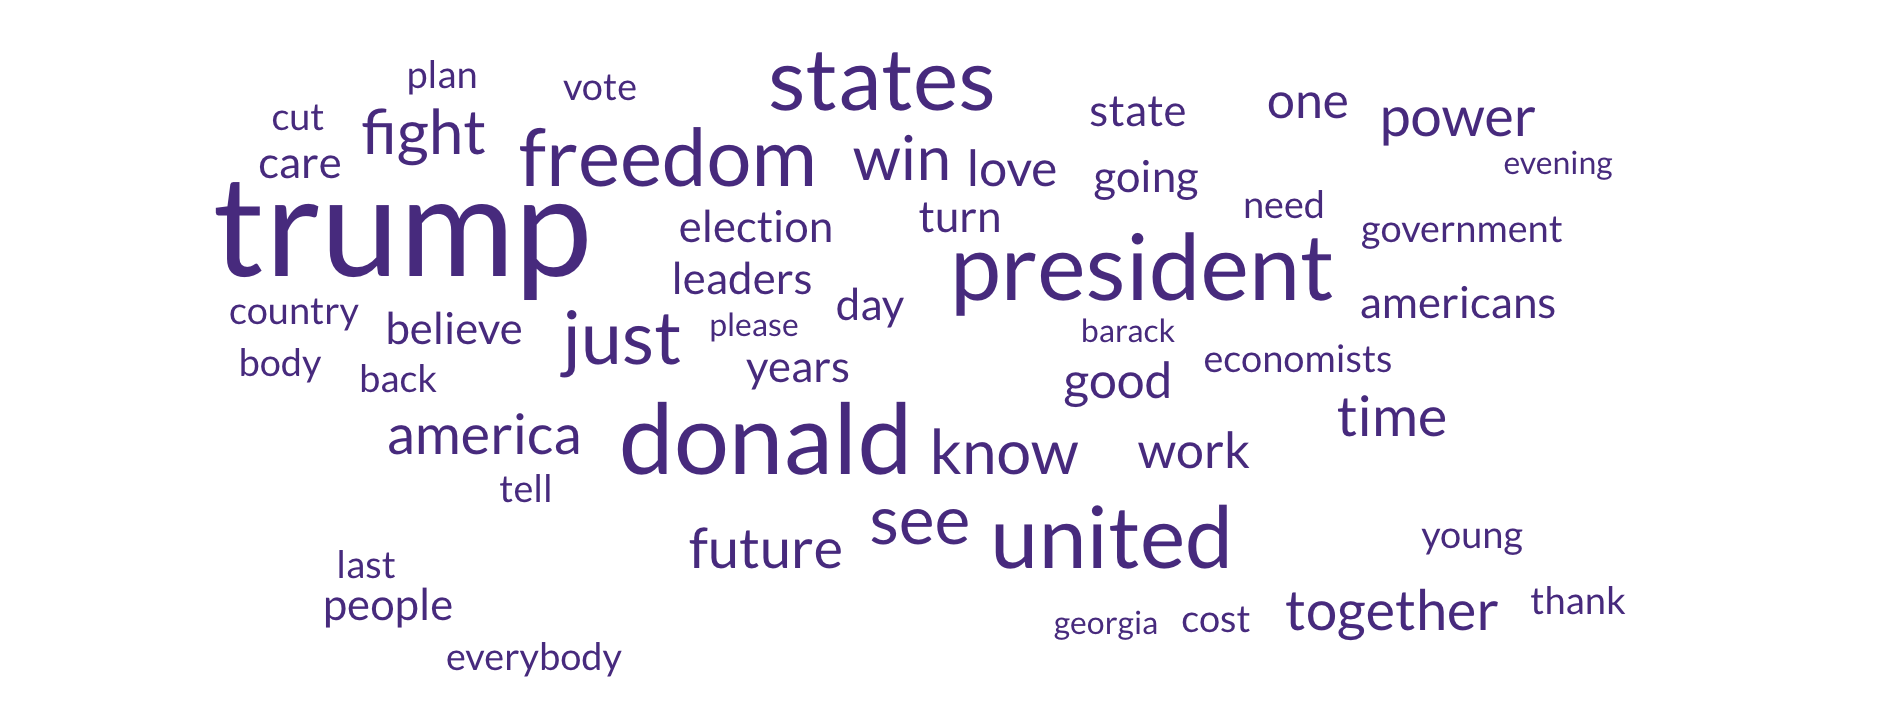 plan
vote
states
cut
fight
freedom
win
love
state
one
power
care
going
evening
trump
election
turn
need
government
leaders
day
president
americans
country
believe
just
please
barack
body
back
years
good
economists
america
donald
know
work
time
tell
see
united
future
young
last
people
georgia
cost
together
thank
everybody